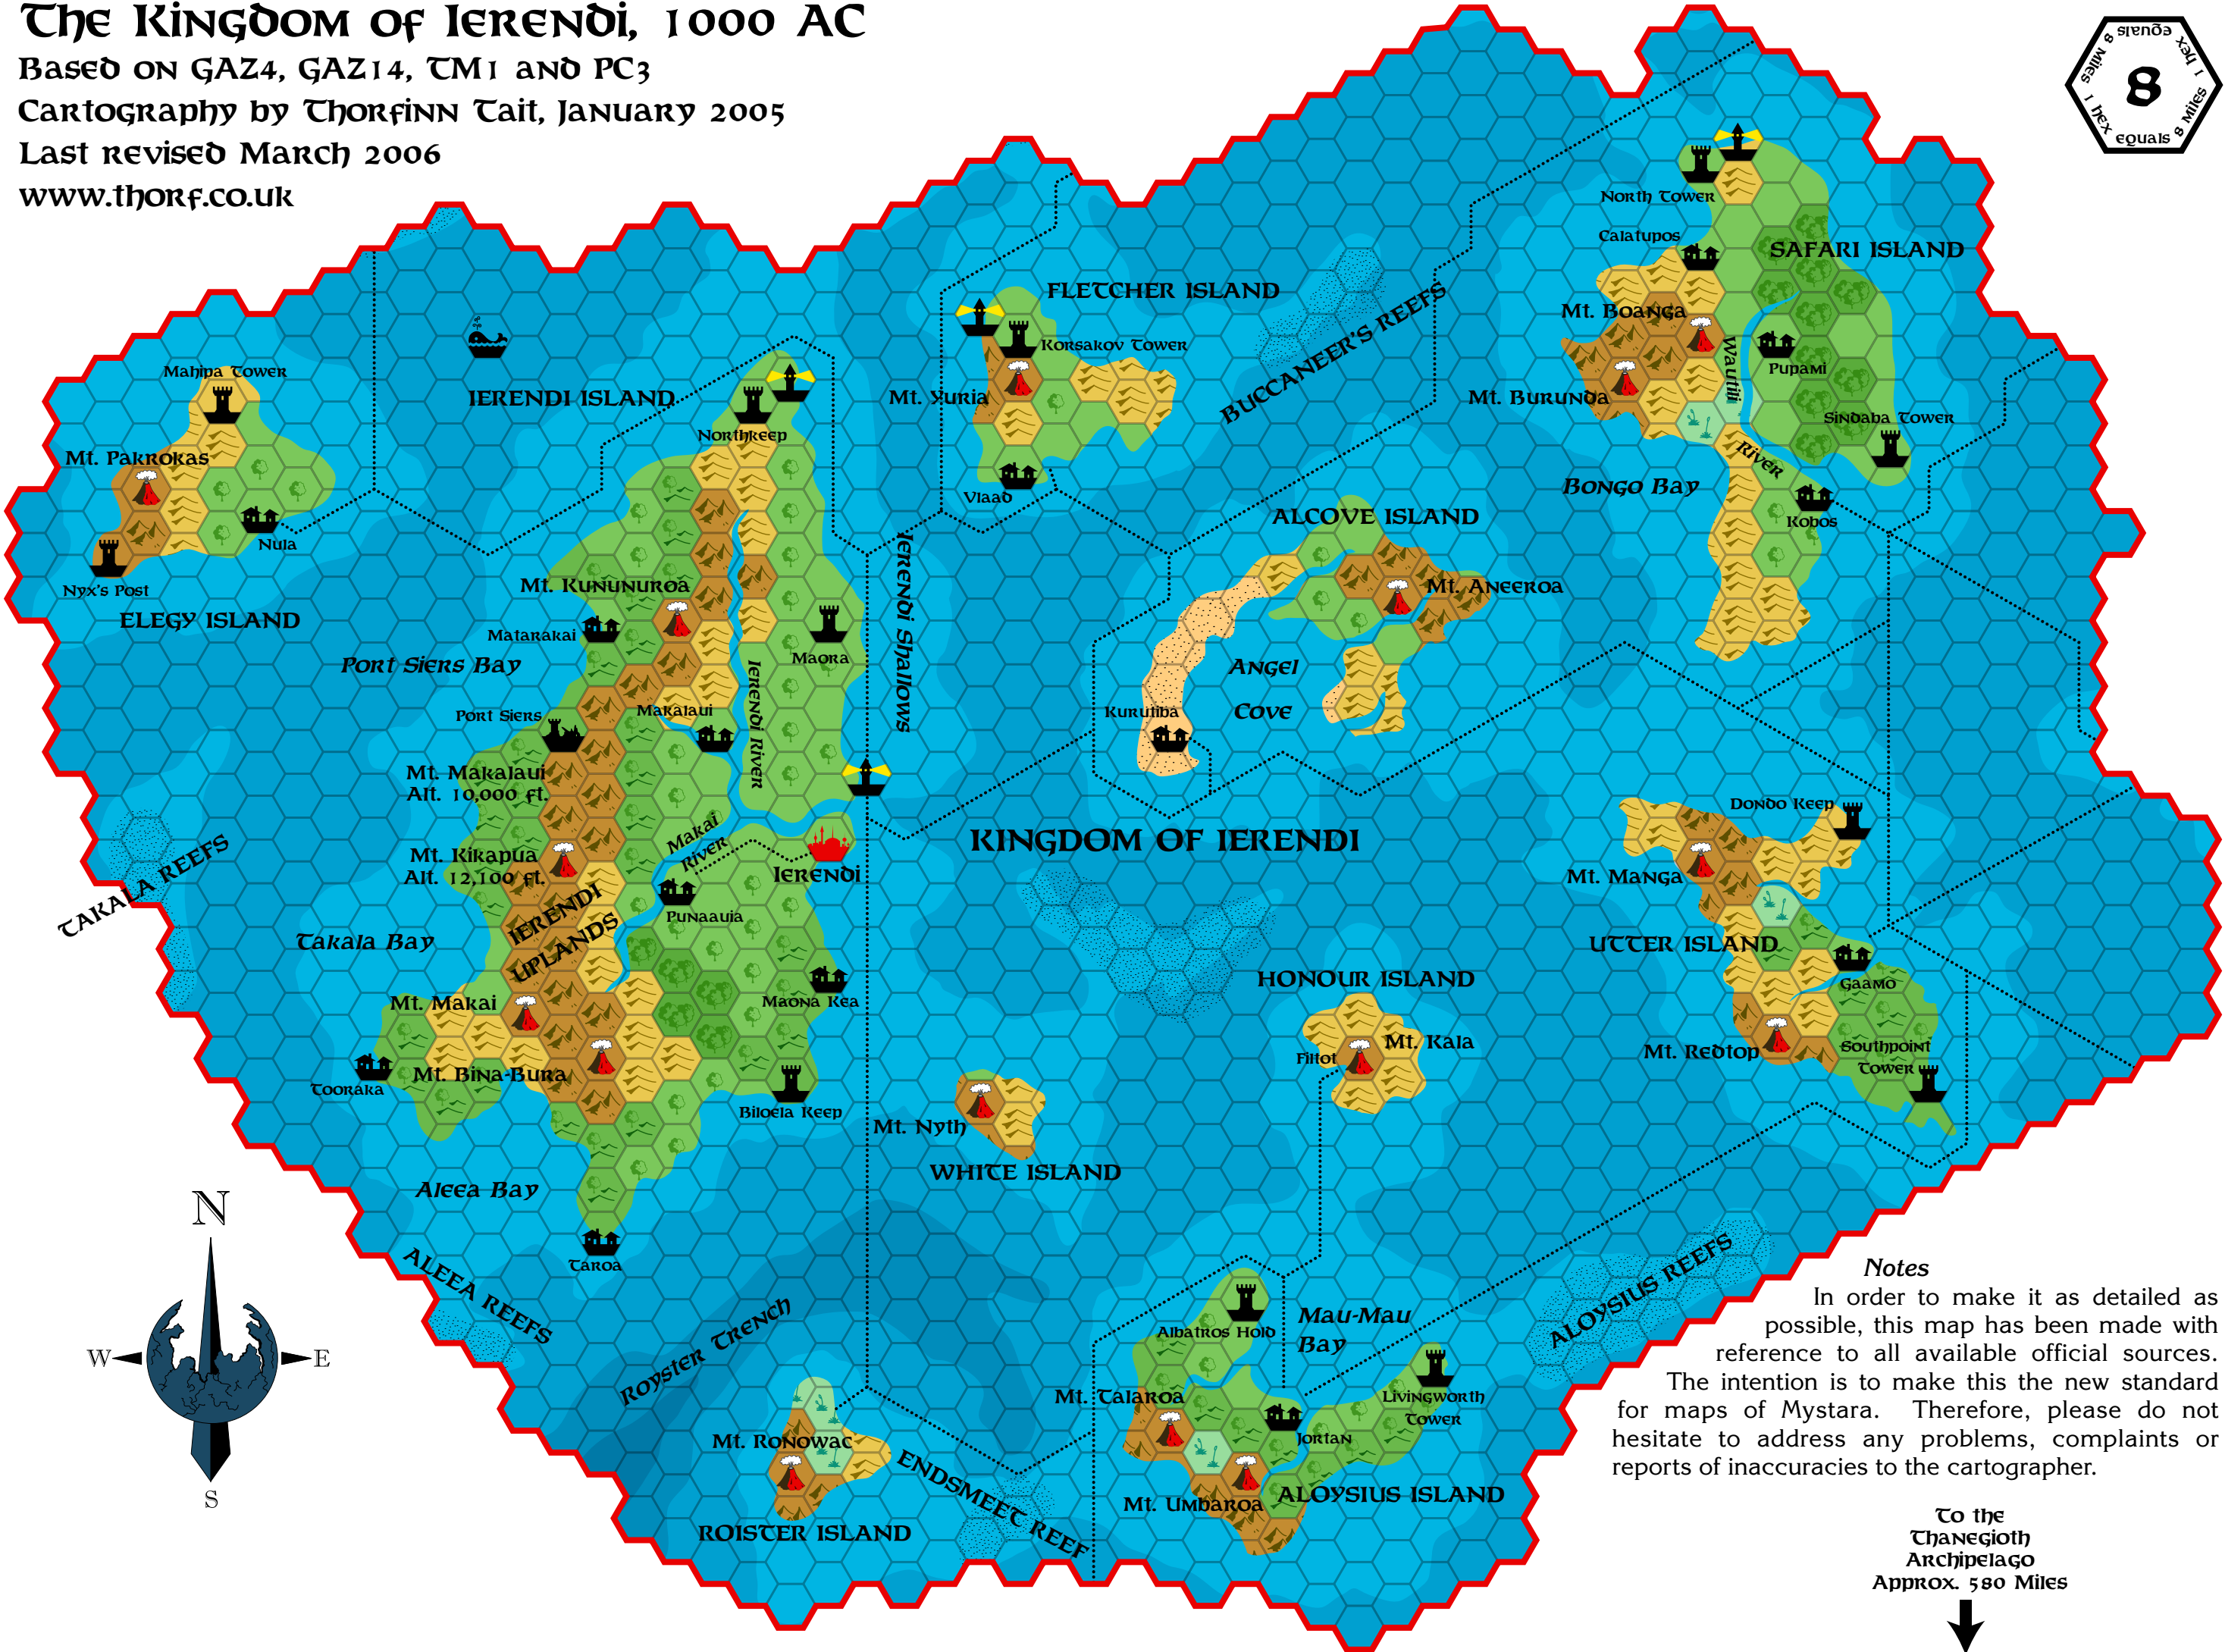 The Kingdom of Ierendi, 1000 AC
Based on GAZ4, GAZ14, TM1 and PC3
Cartography by Thorfinn Tait, January 2005
Last revised March 2006
www.thorf.co.uk
1 hex equals 8 Miles
8
1 hex equals 8 Miles
North Tower
Calatupos
SAFARI ISLAND
FLETCHER ISLAND
Mt. Boanga
Korsakov Tower
BUCCANEER'S REEFS
Wautili
River
Pupami
Mahipa Tower
IERENDI ISLAND
Mt. Yuria
Mt. Burunda
Sindaba Tower
Northkeep
Mt. Pakrokas
Vlaad
Bongo Bay
Kobos
Nula
ALCOVE ISLAND
Ierendi Shallows
Nyx's Post
Mt. Kununuroa
Mt. Aneeroa
ELEGY ISLAND
Matarakai
Maora
Port Siers Bay
Angel
Cove
Ierendi River
Port Siers
Makalaui
Kurutiba
Mt. Makalaui
Alt. 10,000 ft.
Dondo Keep
Makai
River
KINGDOM OF IERENDI
TAKALA REEFS
Mt. Kikapua
Alt. 12,100 ft.
Ierendi
Mt. Manga
IERENDI
UPLANDS
Punaauia
Takala Bay
UTTER ISLAND
Mt. Makai
Maona Kea
HONOUR ISLAND
Gaamo
Filtot
Mt. Kala
Mt. Redtop
Southpoint
Tower
Tooraka
Mt. Bina-Bura
Biloela Keep
Mt. Nyth
WHITE ISLAND
Aleea Bay
Taroa
ALEEA REEFS
Royster Trench
Albatros Hold
Mau-Mau
Bay
ALOYSIUS REEFS
Mt. Talaroa
Livingworth
Tower
Jortan
Mt. Ronowac
ENDSMEET REEF
Mt. Umbaroa
ALOYSIUS ISLAND
ROISTER ISLAND
N
W
E
S
Notes
In order to make it as detailed as
possible, this map has been made with
reference to all available official sources.
The intention is to make this the new standard
for maps of Mystara. Therefore, please do not
hesitate to address any problems, complaints or
reports of inaccuracies to the cartographer.
To the
Thanegioth
Archipelago
Approx. 580 Miles